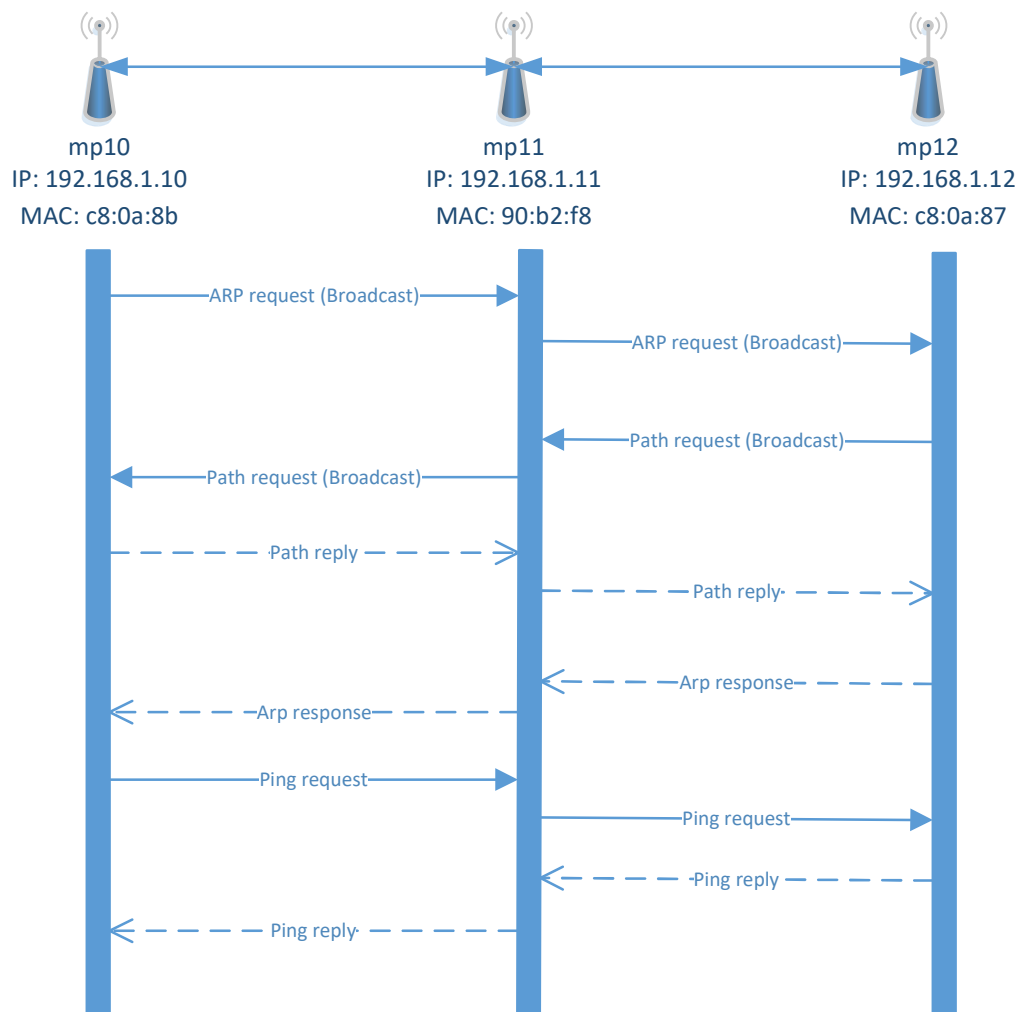 mp10
IP: 192.168.1.10
MAC: c8:0a:8b
mp11
IP: 192.168.1.11
MAC: 90:b2:f8
mp12
IP: 192.168.1.12
MAC: c8:0a:87
ARP request (Broadcast)
ARP request (Broadcast)
Path request (Broadcast)
Path request (Broadcast)
Path reply
Path reply
Arp response
Arp response
Ping request
Ping request
Ping reply
Ping reply